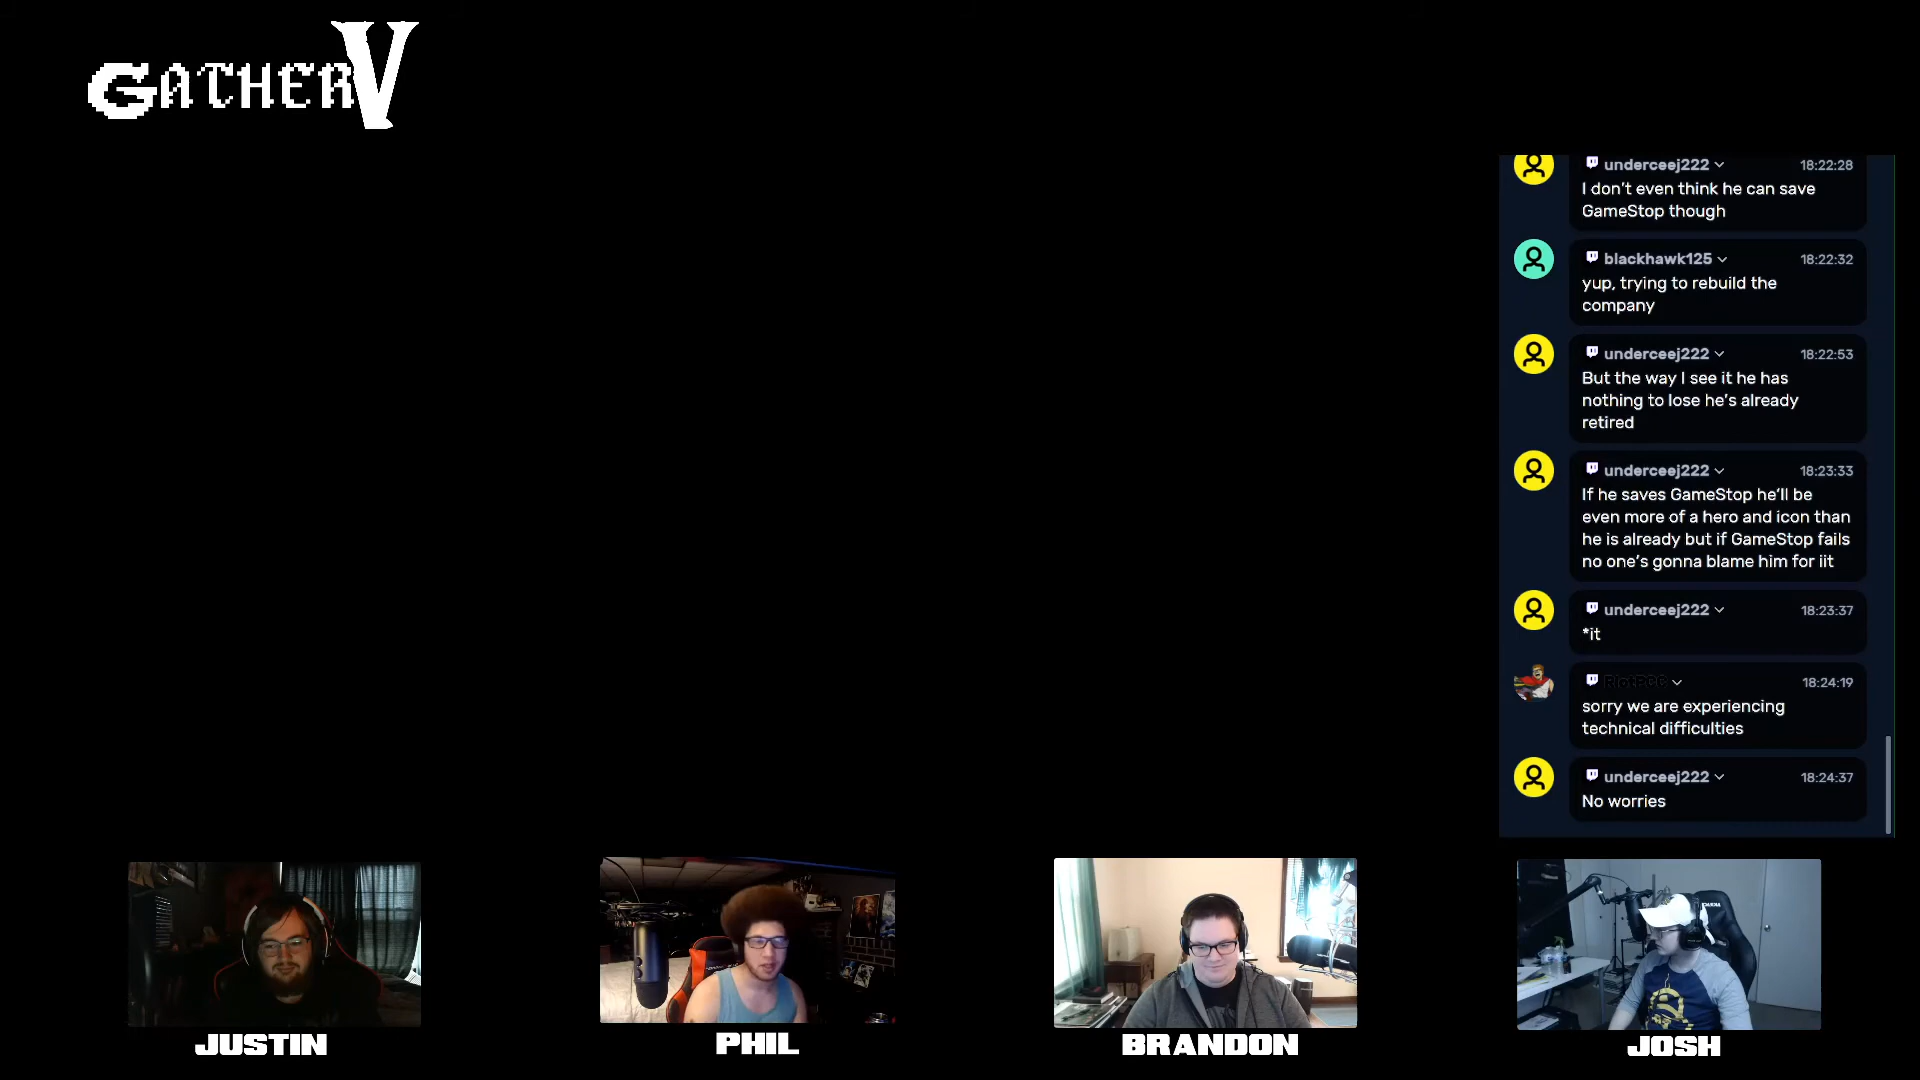 GATHERV
underceej222 18:22:28
I don't even think he can save
GameStop though
blackhawk125 18:22:32
yup, trying to rebuild the
company
underceej222 18:22:53
But the way I see it he has
nothing to lose he's already
retired
underceej222 18:23:33
If he saves GameStop he'll be
even more of a hero and icon than
he is already but if GameStop fails
no one's gonna blame him for iit
underceej222 18:23:37
*it
RiotPCC 18:24:19
sorry we are experiencing
technical difficulties
underceej222 18:24:37
No worries
JUSTIN
PHIL
BRANDON
JOSH